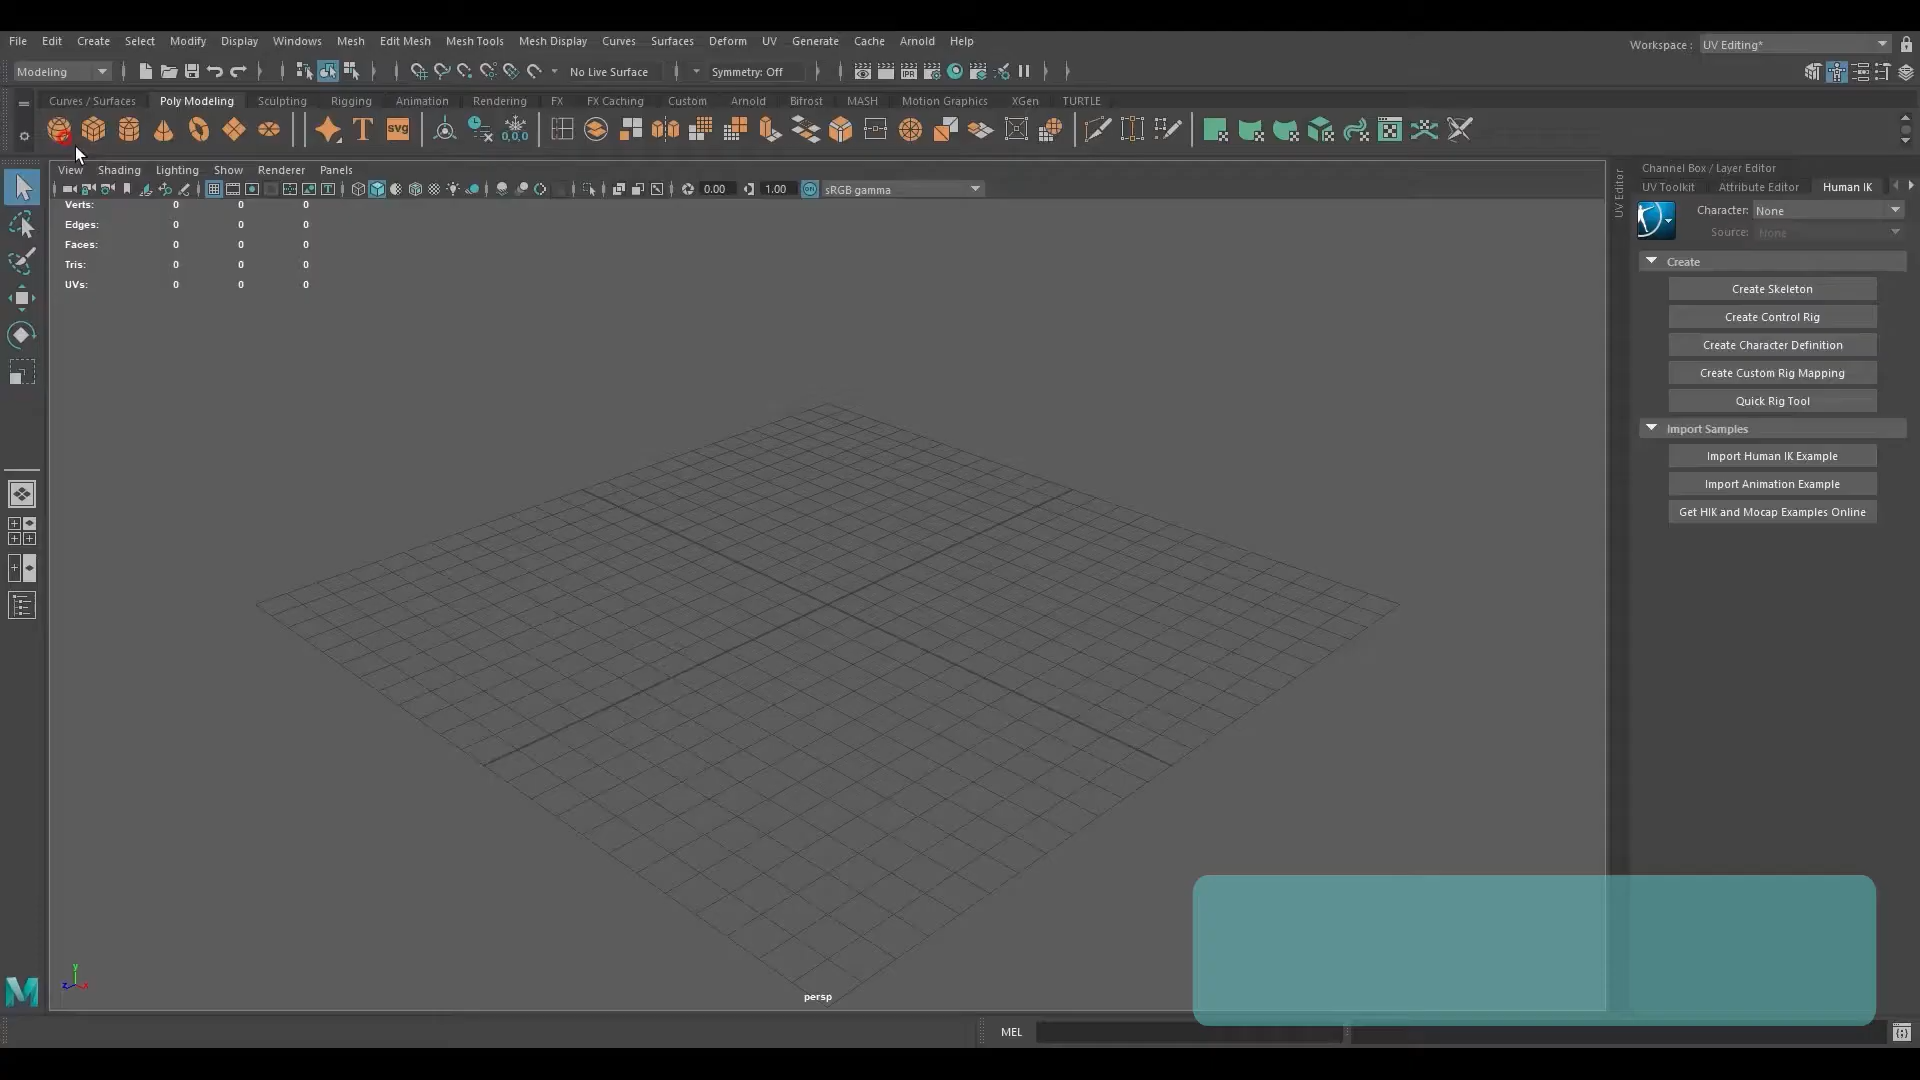 File Edit Create Select Modify Display Windows Mesh Edit Mesh Mesh Tools Mesh Display Curves Surfaces Deform UV Generate Cache Arnold Help
Workspace : UV Editing*
Modeling No Live Surface Symmetry: Off
Curves / Surfaces Poly Modeling Sculpting Rigging Animation Rendering FX FX Caching Custom Arnold Bifrost MASH Motion Graphics XGen TURTLE
T SVG 0,0,0
View Shading Lighting Show Renderer Panels
0.00 1.00 ON sRGB gamma
Verts: 0 0 0
Edges: 0 0 0
Faces: 0 0 0
Tris: 0 0 0
UVs: 0 0 0
UV Editor
Channel Box / Layer Editor
UV Toolkit Attribute Editor Human IK
Character: None
Source: None
Create
Create Skeleton
Create Control Rig
Create Character Definition
Create Custom Rig Mapping
Quick Rig Tool
Import Samples
Import Human IK Example
Import Animation Example
Get HIK and Mocap Examples Online
y
z x
persp
MEL